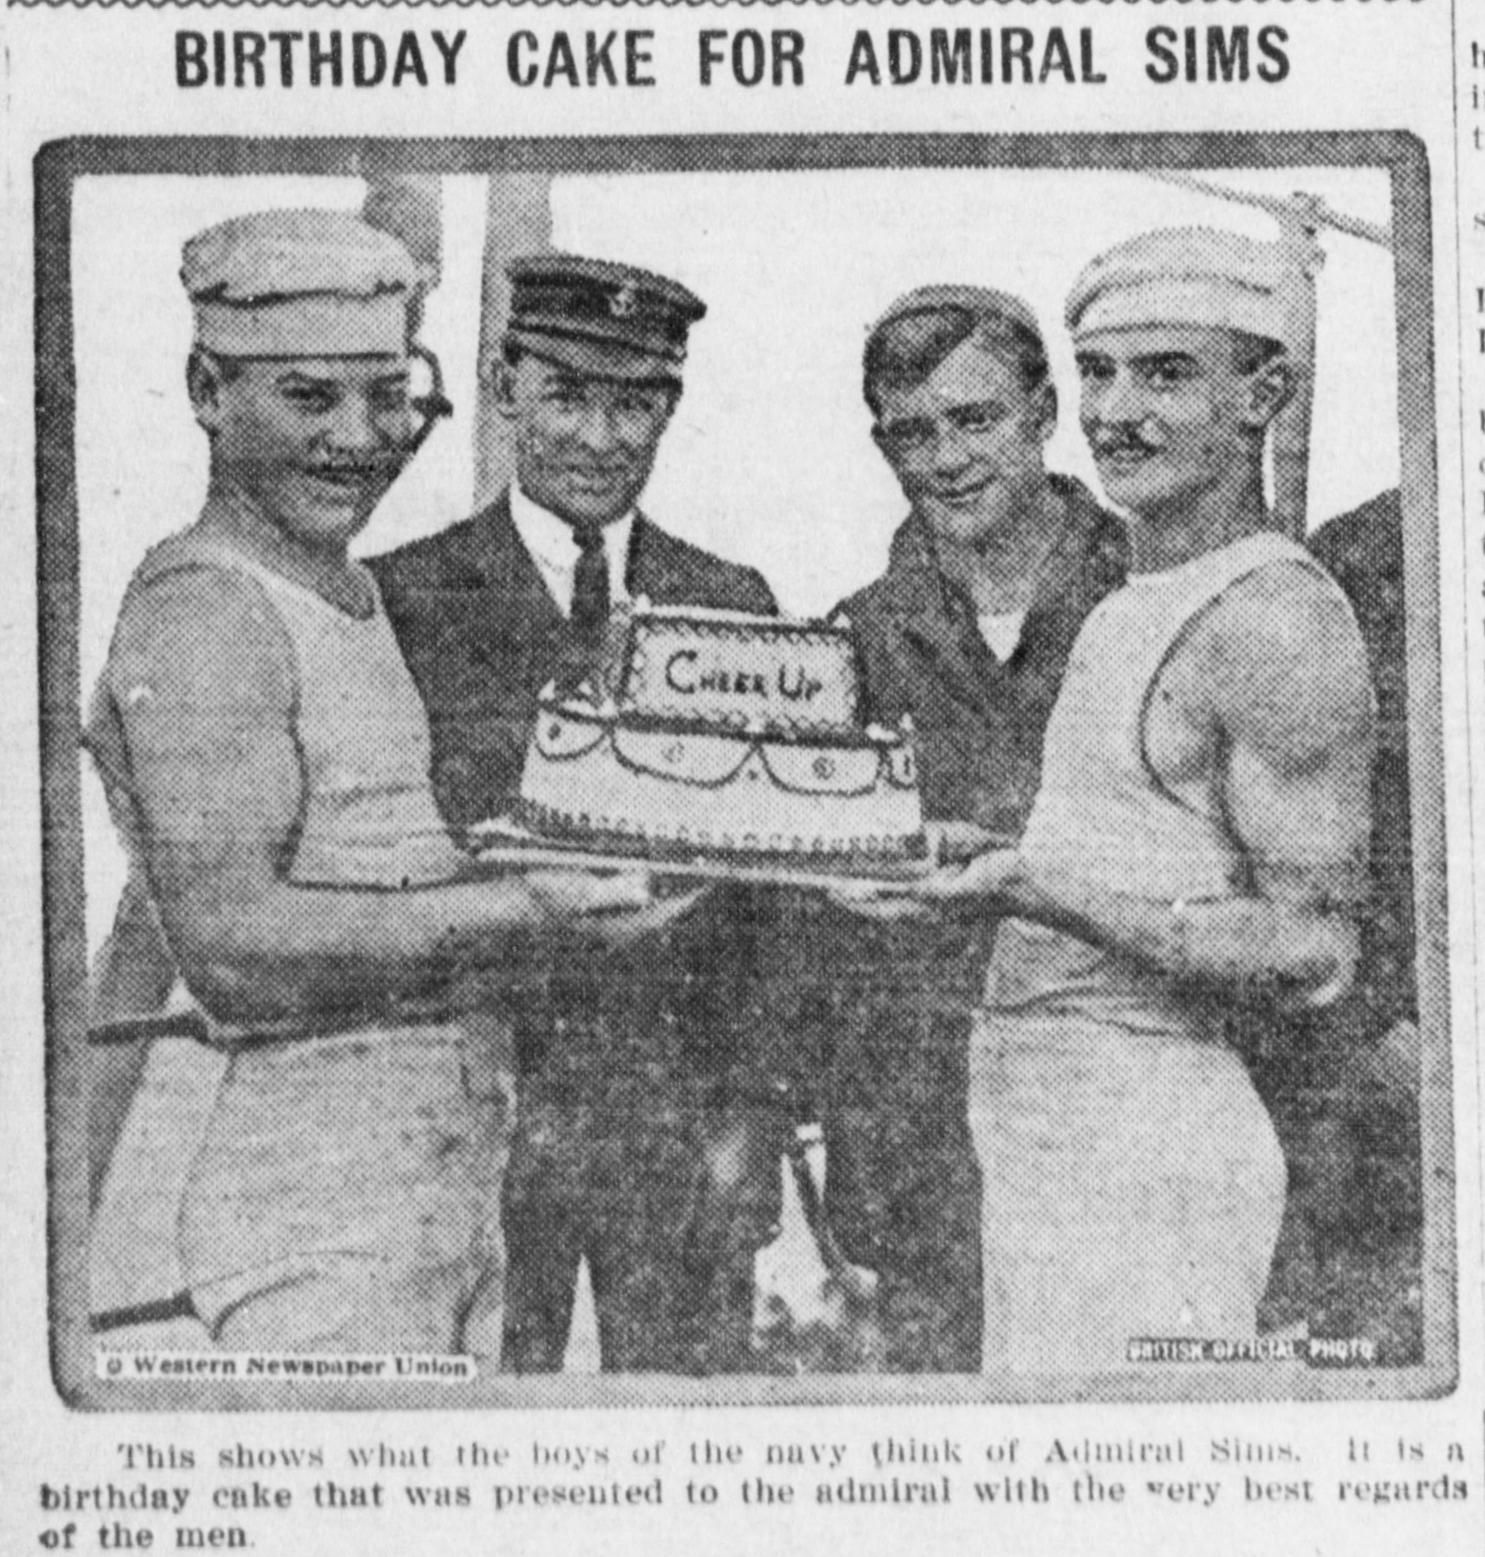 BIRTHDAY CAKE FOR ADMIRAL SIMS
CHEER UP
© Western Newspaper Union
BRITISH OFFICIAL PHOTO
This shows what the boys of the navy think of Admiral Sims. It is a
birthday cake that was presented to the admiral with the very best regards
of the men.